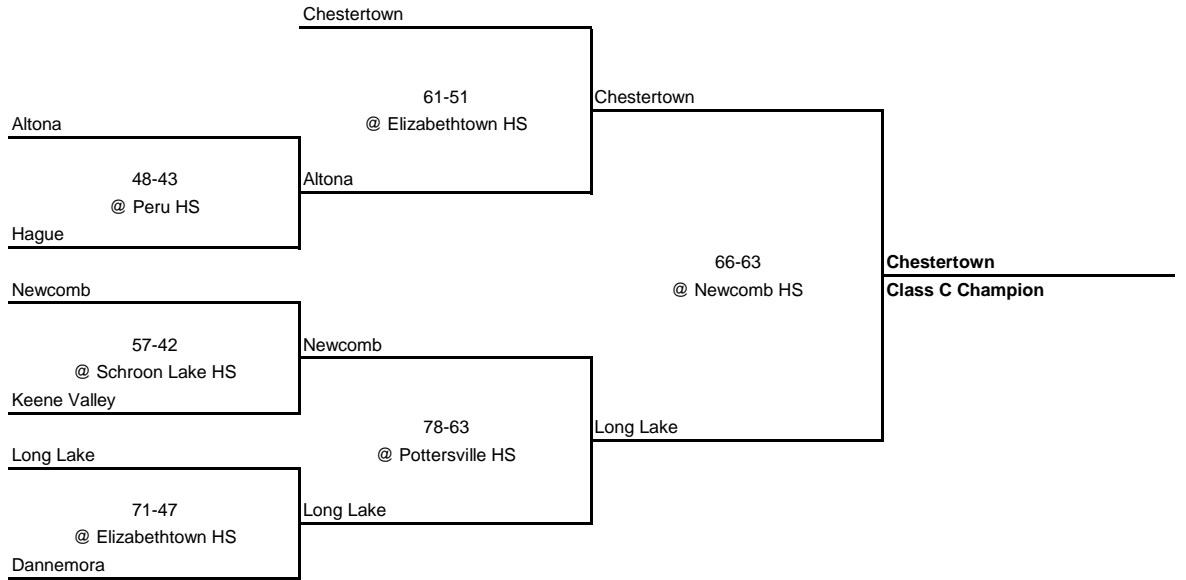 Chestertown
61-51
@ Elizabethtown HS
Chestertown
Altona
48-43
@ Peru HS
Altona
Hague
66-63
@ Newcomb HS
Chestertown
Class C Champion
Newcomb
57-42
@ Schroon Lake HS
Newcomb
Keene Valley
78-63
@ Pottersville HS
Long Lake
Long Lake
71-47
@ Elizabethtown HS
Long Lake
Dannemora